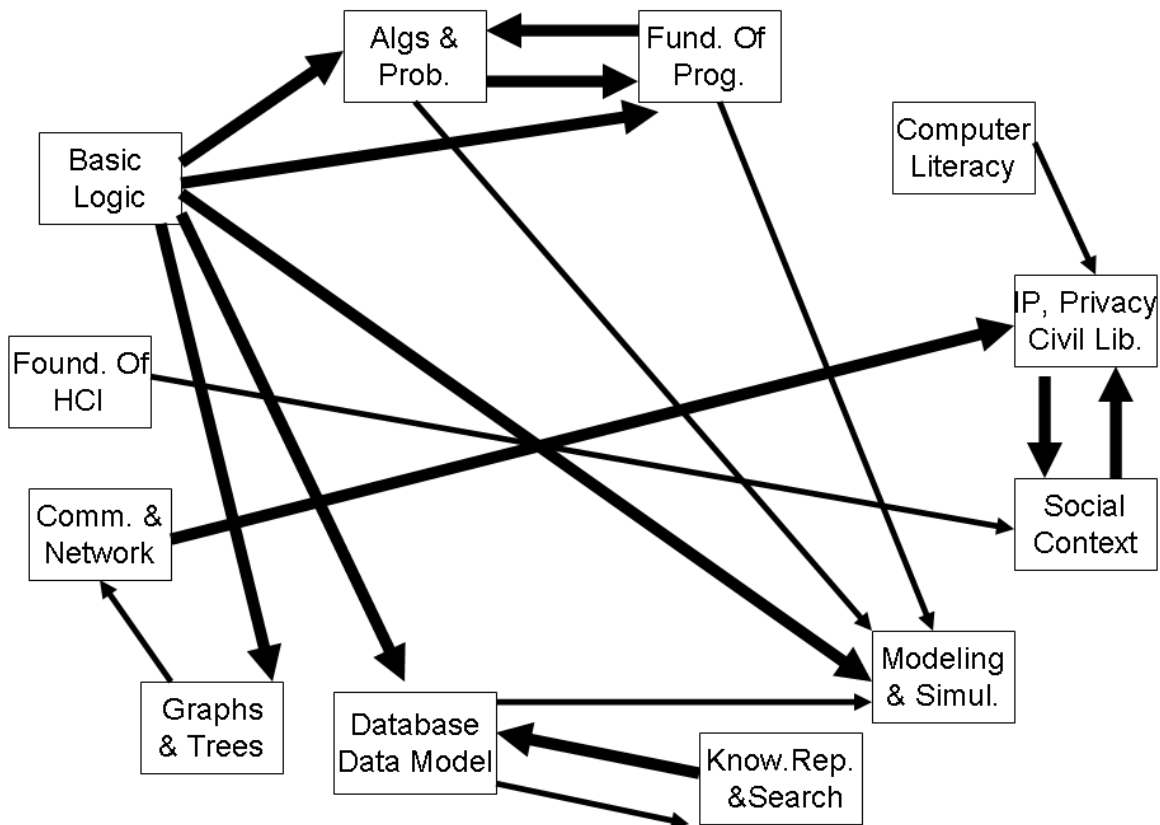 Algs &
Prob.
Fund. Of
Prog.
Computer
Literacy
Basic
Logic
IP, Privacy
Civil Lib.
Found. Of
HCI
Comm. &
Network
Social
Context
Modeling
& Simul.
Graphs
& Trees
Database
Data Model
Know.Rep.
&Search